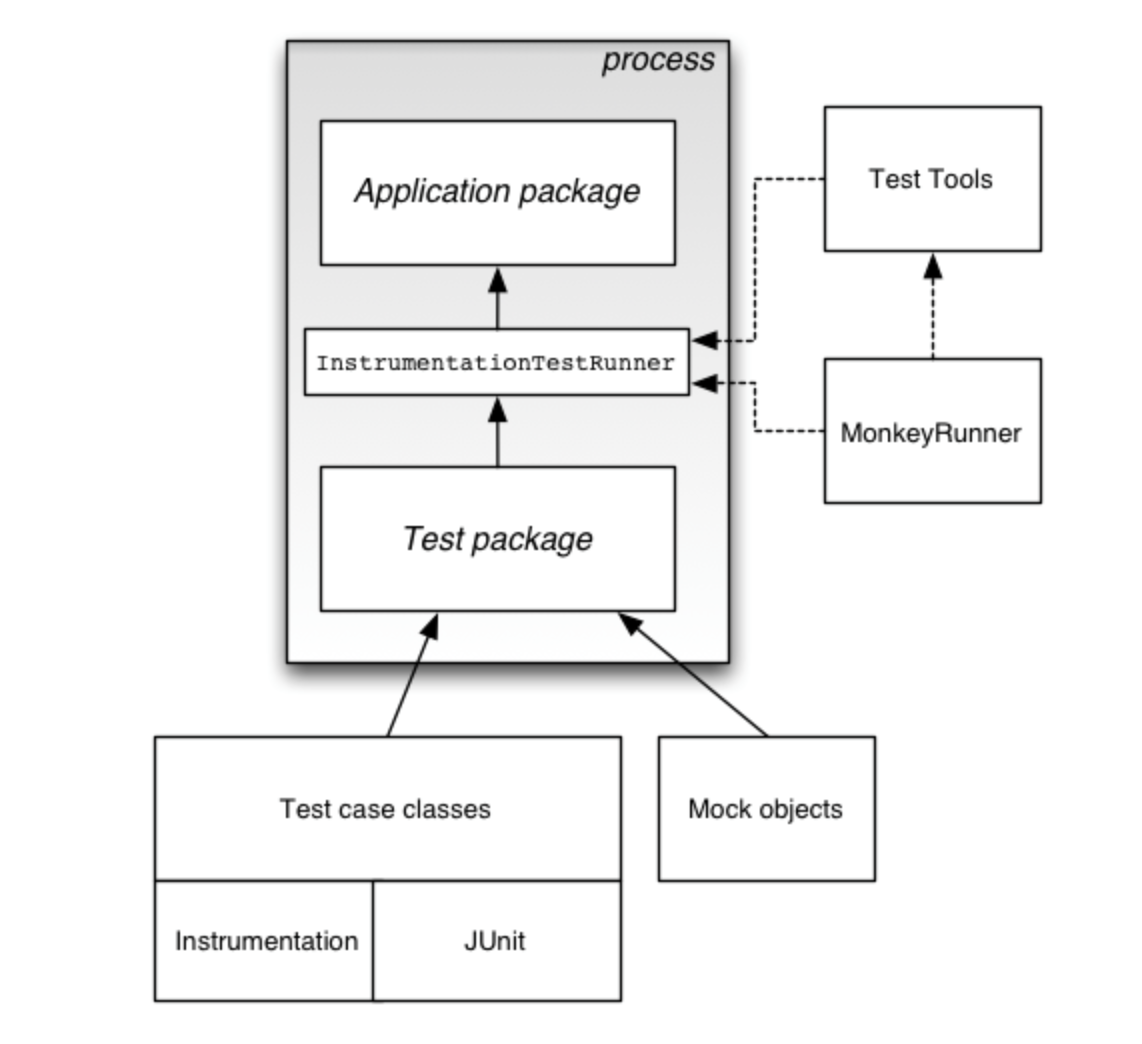 process
Application package
Test Tools
InstrumentationTestRunner
MonkeyRunner
Test package
Test case classes
Mock objects
Instrumentation
JUnit